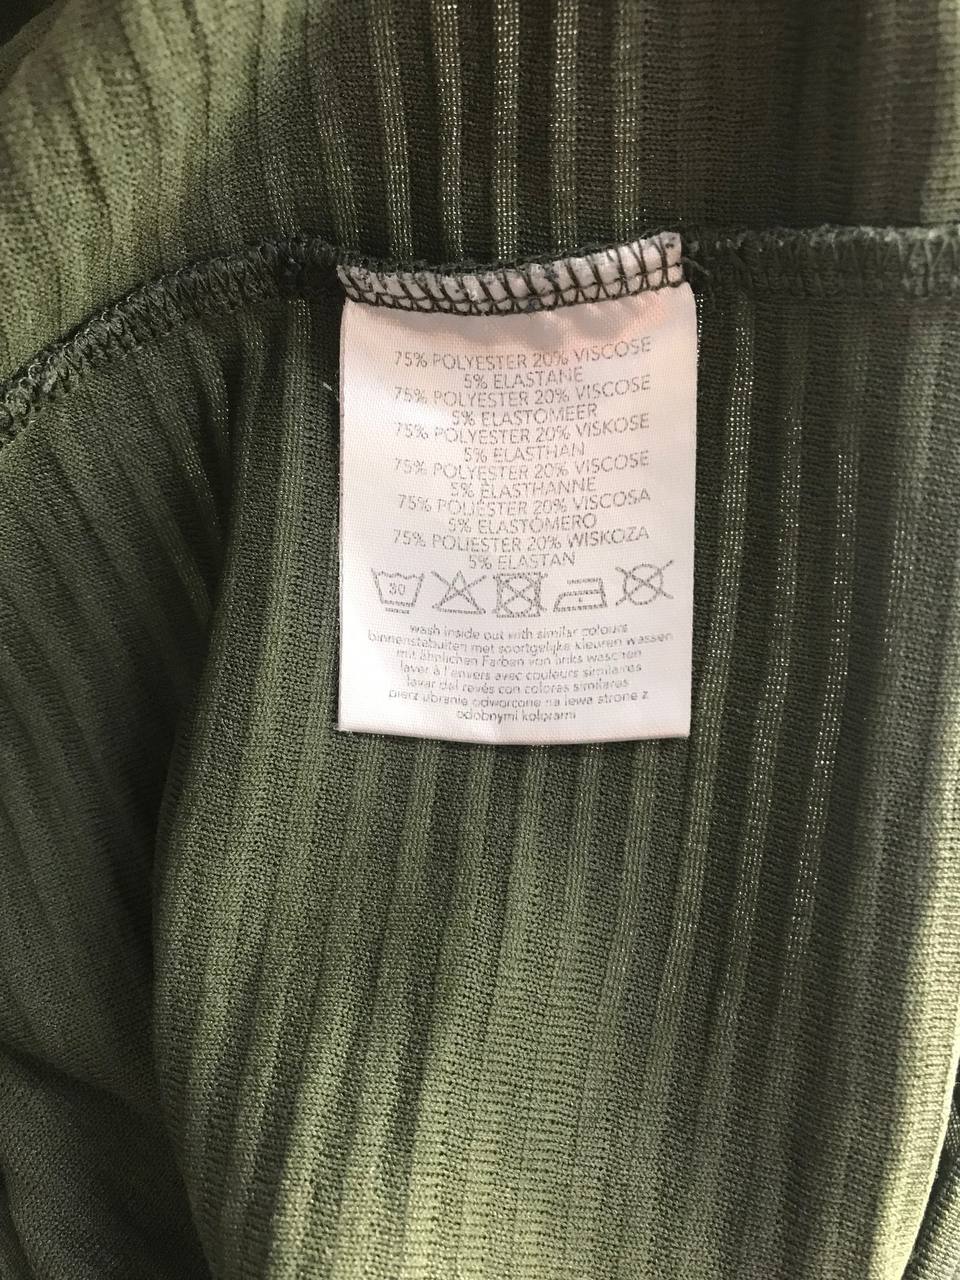 75% POLYESTER 20% VISCOSE
5% ELASTANE
75% POLYESTER 20% VISCOSE
5% ELASTOMEER
75% POLYESTER 20% VISKOSE
5% ELASTHAN
75% POLYESTER 20% VISCOSE
5% ELASTHANNE
75% POLIÉSTER 20% VISCOSA
5% ELASTÓMERO
75% POLIESTER 20% WISKOZA
5% ELASTAN
30
wash inside out with similar colours
binnenstebuiten met soortgelijke kleuren wassen
mit ähnlichen Farben von links waschen
laver à l'envers avec couleurs similaires
lavar del revés con colores similares
pierz ubranie odwórcone na lewą stronę z